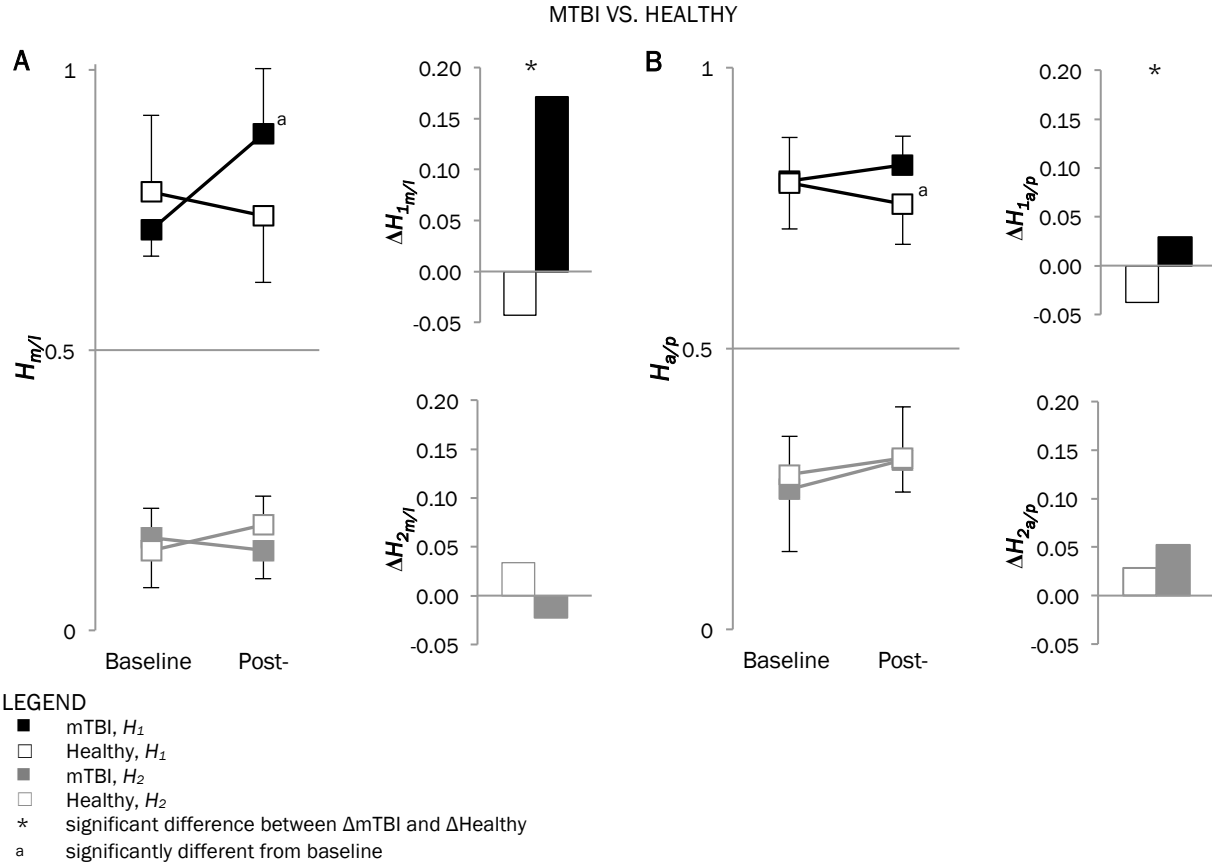 MTBI VS. HEALTHY
A
1
0.5
0
H m/l
Baseline Post-
a
0.20
0.15
0.10
0.05
0.00
-0.05
ΔH1m/l
*
0.20
0.15
0.10
0.05
0.00
-0.05
ΔH2m/l
B
1
0.5
0
H a/p
Baseline Post-
a
0.20
0.15
0.10
0.05
0.00
-0.05
ΔH1a/p
*
0.20
0.15
0.10
0.05
0.00
-0.05
ΔH2a/p
LEGEND
mTBI, H1
Healthy, H1
mTBI, H2
Healthy, H2
* significant difference between ΔmTBI and ΔHealthy
a significantly different from baseline